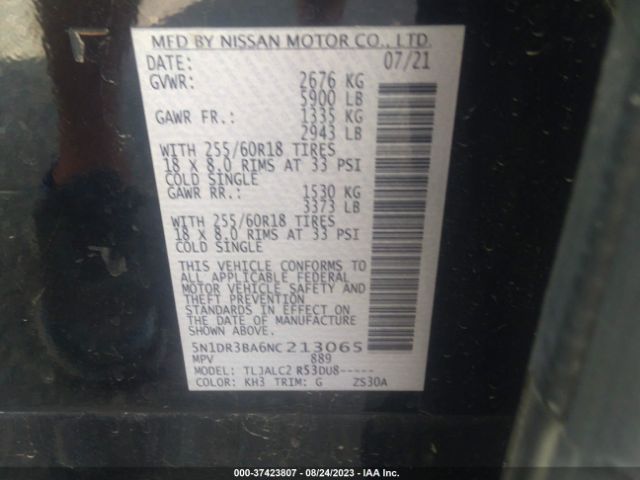 MFD BY NISSAN MOTOR CO., LTD.
DATE: 07/21
GVWR: 2676 KG
5900 LB
GAWR FR.: 1335 KG
2943 LB
WITH 255/60R18 TIRES
18 X 8.0 RIMS AT 33 PSI
COLD SINGLE
GAWR RR.: 1530 KG
3373 LB
WITH 255/60R18 TIRES
18 X 8.0 RIMS AT 33 PSI
COLD SINGLE
THIS VEHICLE CONFORMS TO
ALL APPLICABLE FEDERAL
MOTOR VEHICLE SAFETY AND
THEFT PREVENTION
STANDARDS IN EFFECT ON
THE DATE OF MANUFACTURE
SHOWN ABOVE.
5N1DR3BA6NC213065
MPV 889
MODEL: TLJALC2 R53DU8-----
COLOR: KH3 TRIM: G ZS30A
000-37423807 - 08/24/2023 - IAA Inc.